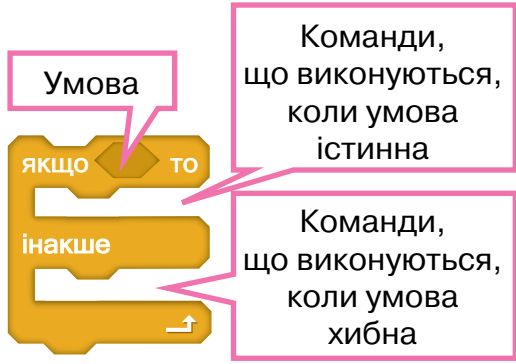 Умова
Команди,
що виконуються,
коли умова
істинна
якщо то
інакше
Команди,
що виконуються,
коли умова
хибна